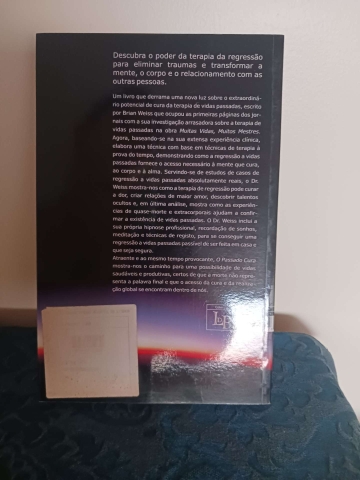 Descubra o poder da terapia da regressão
para eliminar traumas e transformar a
mente, o corpo e o relacionamento com as
outras pessoas.
Um livro que derrama uma nova luz sobre o extraordiná-
rio potencial de cura da terapia de vidas passadas, escrito
por Brian Weiss que ocupou as primeiras páginas dos jor-
nais com a sua investigação arrasadora sobre a terapia de
vidas passadas na obra Muitas Vidas, Muitos Mestres.
Agora, baseando-se na sua extensa experiência clínica,
elabora uma técnica com base em técnicas de terapia à
prova do tempo, demonstrando como a regressão a vidas
passadas fornece o acesso necessário à mente que cura,
ao corpo e à alma. Servindo-se de estudos de casos de
regressão a vidas passadas absolutamente reais, o Dr.
Weiss mostra-nos como a terapia de regressão pode curar
a dor, criar relações de maior amor, descobrir talentos
ocultos e, em última análise, mostra como as experiên-
cias de quase-morte e extracorporais ajudam a confir-
mar a existência de vidas passadas. O Dr. Weiss inclui a
sua própria hipnose profissional, recordação de sonhos,
meditação e técnicas de registo, para se conseguir uma
regressão a vidas passadas passível de ser feita em casa e
que seja segura.
Atraente e ao mesmo tempo provocante, O Passado Cura
mostra-nos o caminho para uma possibilidade de vidas
saudáveis e produtivas, certos de que a morte não repre-
senta a palavra final e que o acesso da cura e da
ção global se encontram dentro de nós.